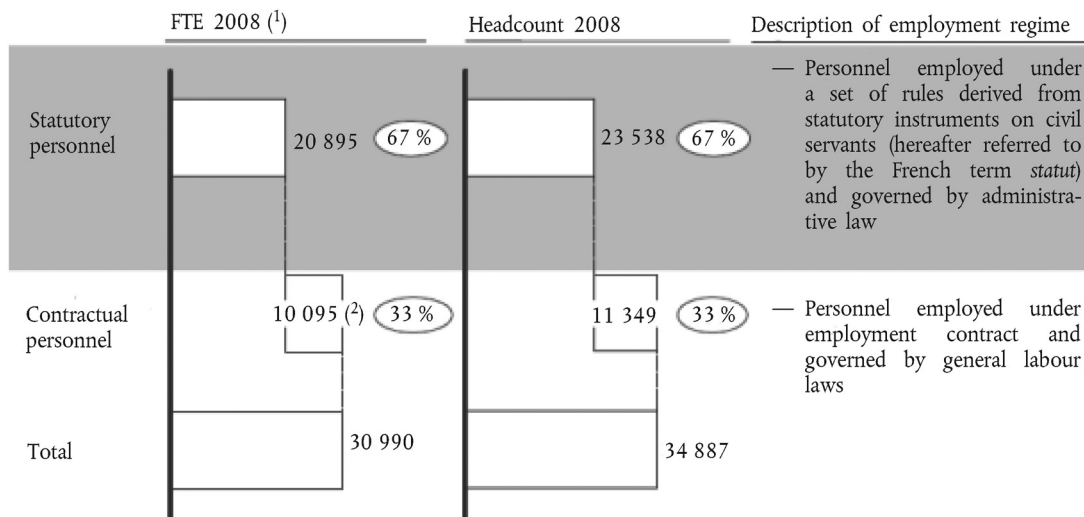 FTE 2008 (¹)
Headcount 2008
Description of employment regime
Statutory
personnel
20 895
67 %
23 538
67 %
— Personnel employed under
a set of rules derived from
statutory instruments on civil
servants (hereafter referred to
by the French term statut)
and governed by administra-
tive law
Contractual
personnel
10 095 (²)
33 %
11 349
33 %
— Personnel employed under
employment contract and
governed by general labour
laws
Total
30 990
34 887